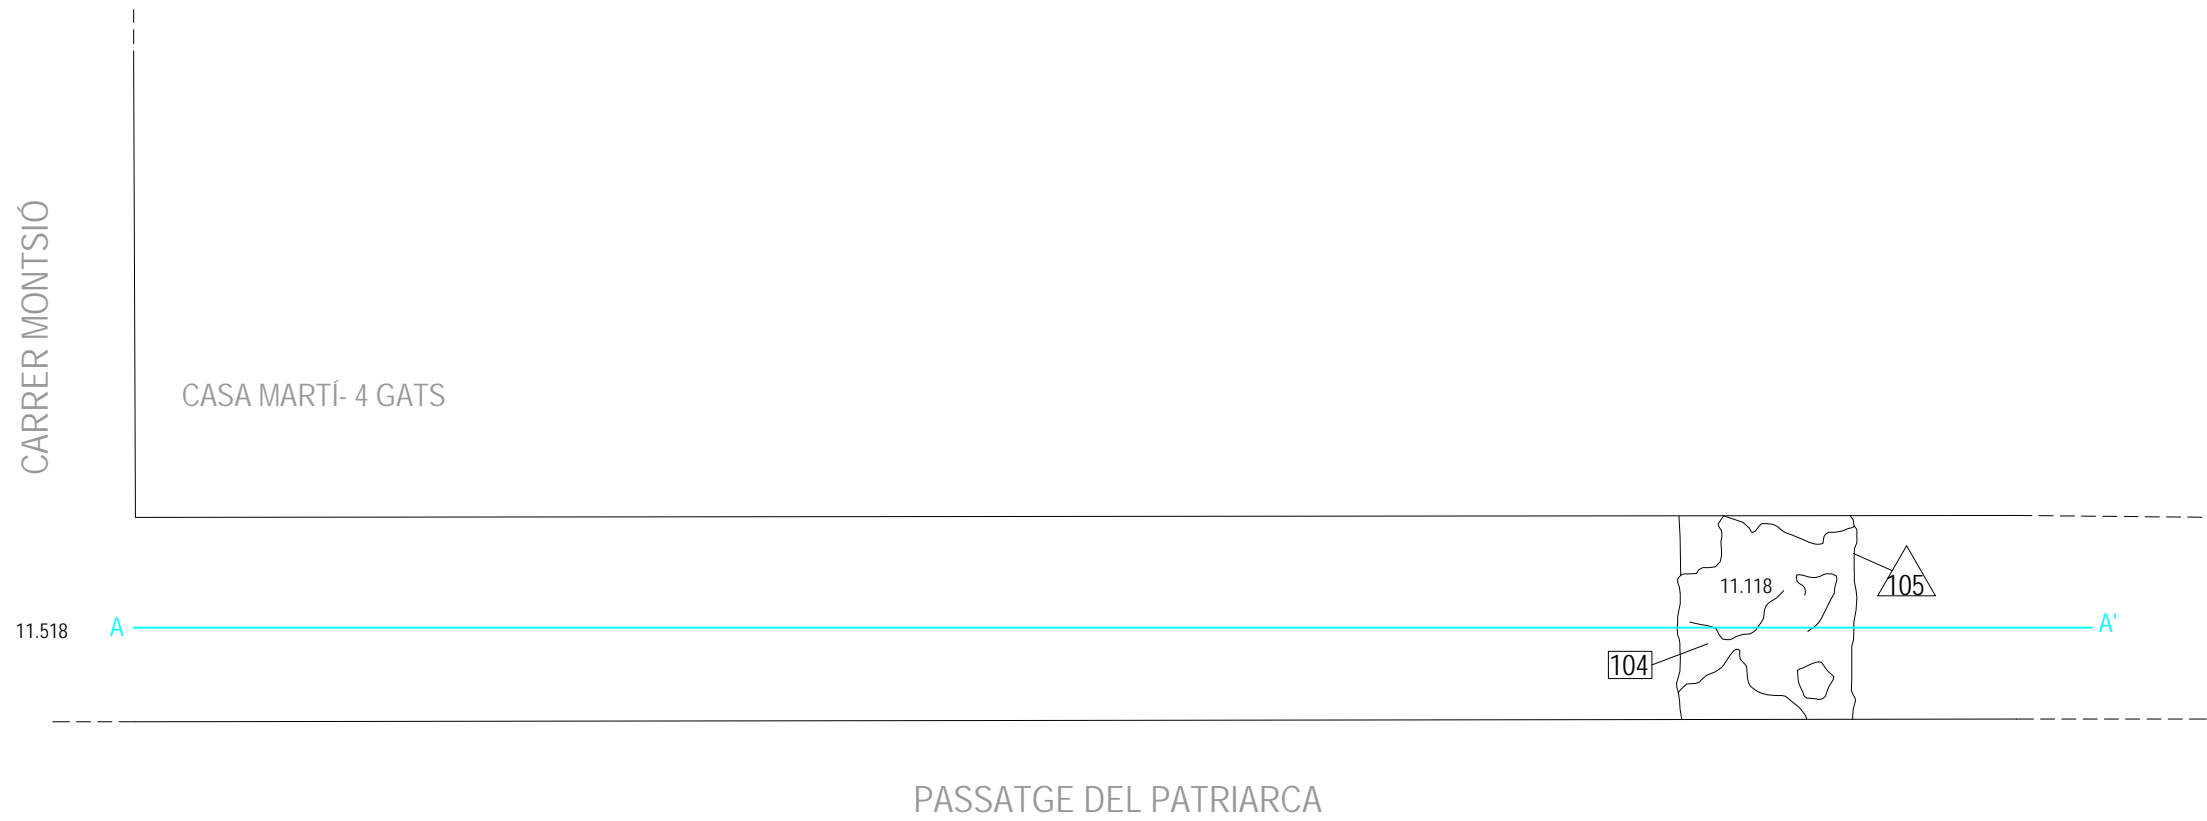 CARRER MONTSIÓ
CASA MARTÍ- 4 GATS
11.118
105
11.518
A
A'
104
PASSATGE DEL PATRIARCA